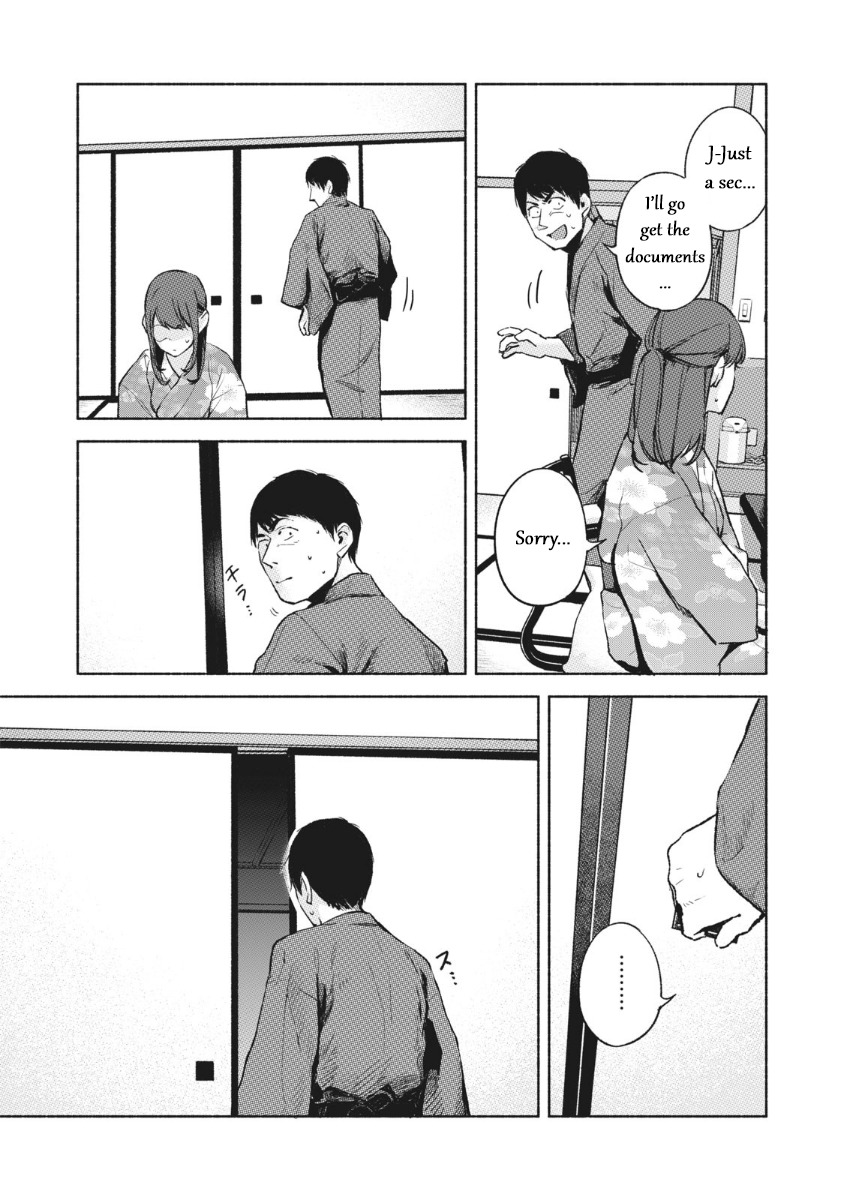 J-Just
a sec...
I'll go
get the
documents
...
Sorry...
チラ...
.........
ス...